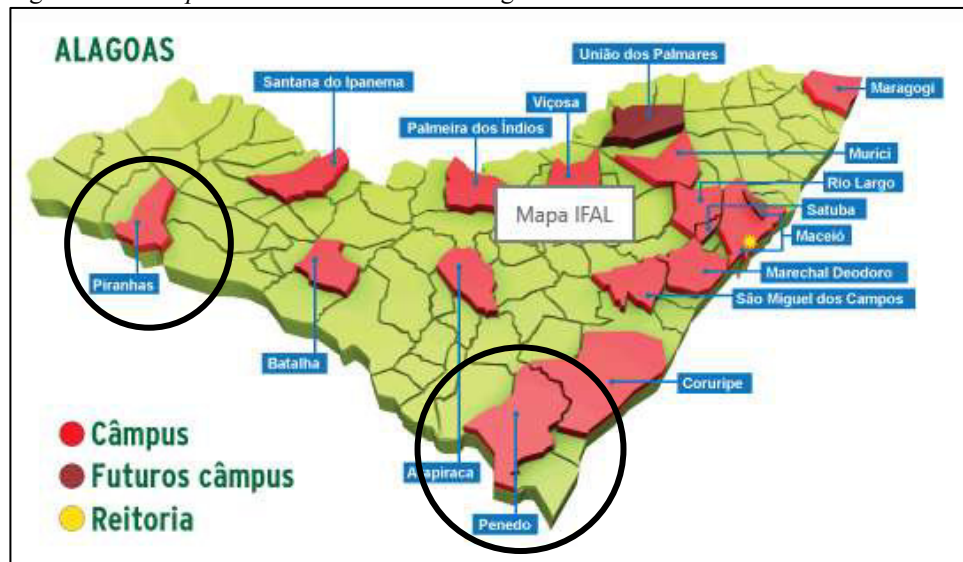 ALAGOAS
União dos Palmares
Santana do Ipanema
Maragogi
Viçosa
Palmeira dos Índios
Murici
Rio Largo
Mapa IFAL
Satuba
Maceió
Piranhas
Marechal Deodoro
São Miguel dos Campos
Batalha
Coruripe
Câmpus
Arapiraca
Futuros câmpus
Reitoria
Penedo